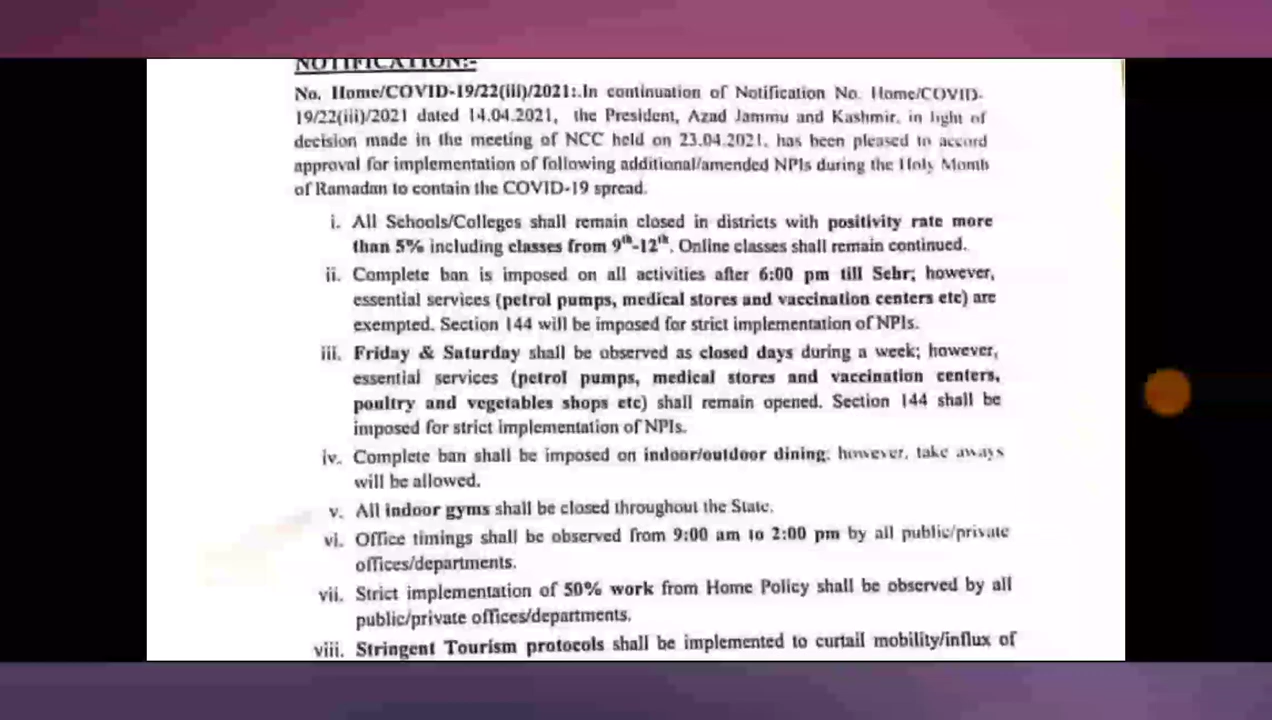 NOTIFICATION:-
No. Home/COVID-19/22(iii)/2021:.In continuation of Notification No. Home/COVID-
19/22(iii)/2021 dated 14.04.2021, the President, Azad Jammu and Kashmir, in light of
decision made in the meeting of NCC held on 23.04.2021, has been pleased to accord
approval for implementation of following additional/amended NPIs during the Holy Month
of Ramadan to contain the COVID-19 spread.
i. All Schools/Colleges shall remain closed in districts with positivity rate more
than 5% including classes from 9th-12th. Online classes shall remain continued.
ii. Complete ban is imposed on all activities after 6:00 pm till Sehr; however,
essential services (petrol pumps, medical stores and vaccination centers etc) are
exempted. Section 144 will be imposed for strict implementation of NPIs.
iii. Friday & Saturday shall be observed as closed days during a week; however,
essential services (petrol pumps, medical stores and vaccination centers,
poultry and vegetables shops etc) shall remain opened. Section 144 shall be
imposed for strict implementation of NPIs.
iv. Complete ban shall be imposed on indoor/outdoor dining; however, take aways
will be allowed.
v. All indoor gyms shall be closed throughout the State.
vi. Office timings shall be observed from 9:00 am to 2:00 pm by all public/private
offices/departments.
vii. Strict implementation of 50% work from Home Policy shall be observed by all
public/private offices/departments.
viii. Stringent Tourism protocols shall be implemented to curtail mobility/influx of